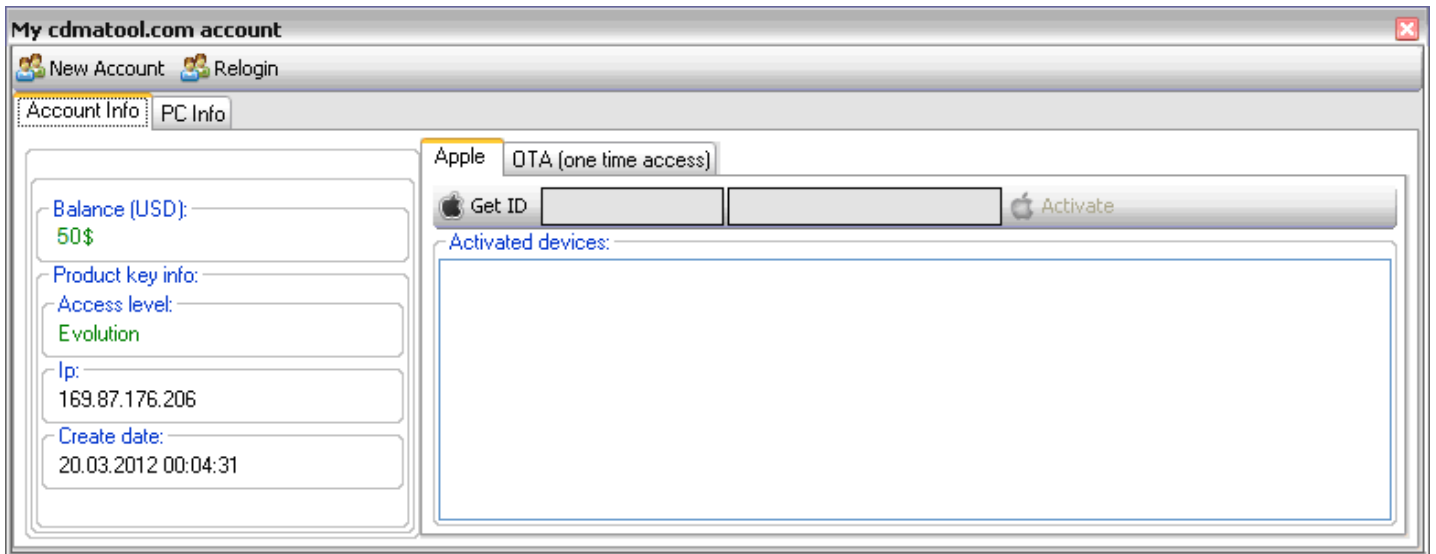 My cdmatool.com account
New Account Relogin
Account Info PC Info
Balance (USD):
50$
Product key info:
Access level:
Evolution
Ip:
169.87.176.206
Create date:
20.03.2012 00:04:31
Apple OTA (one time access)
Get ID Activate
Activated devices: